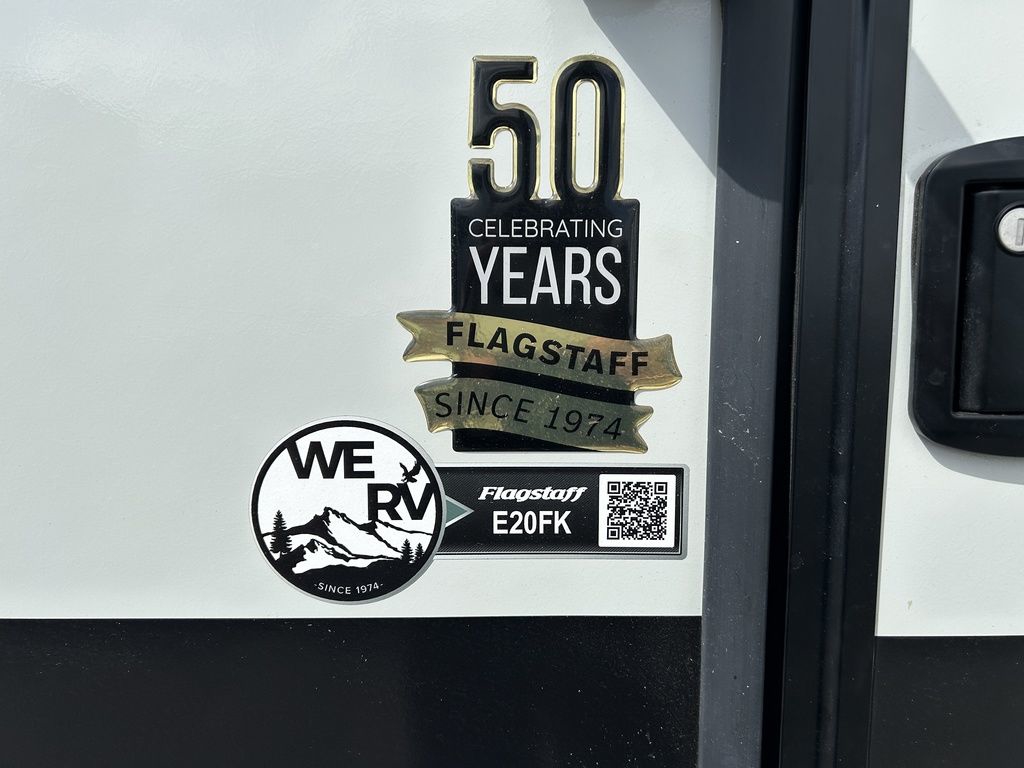 50
CELEBRATING
YEARS
FLAGSTAFF
SINCE 1974
WE
RV
-SINCE 1974-
Flagstaff
E20FK